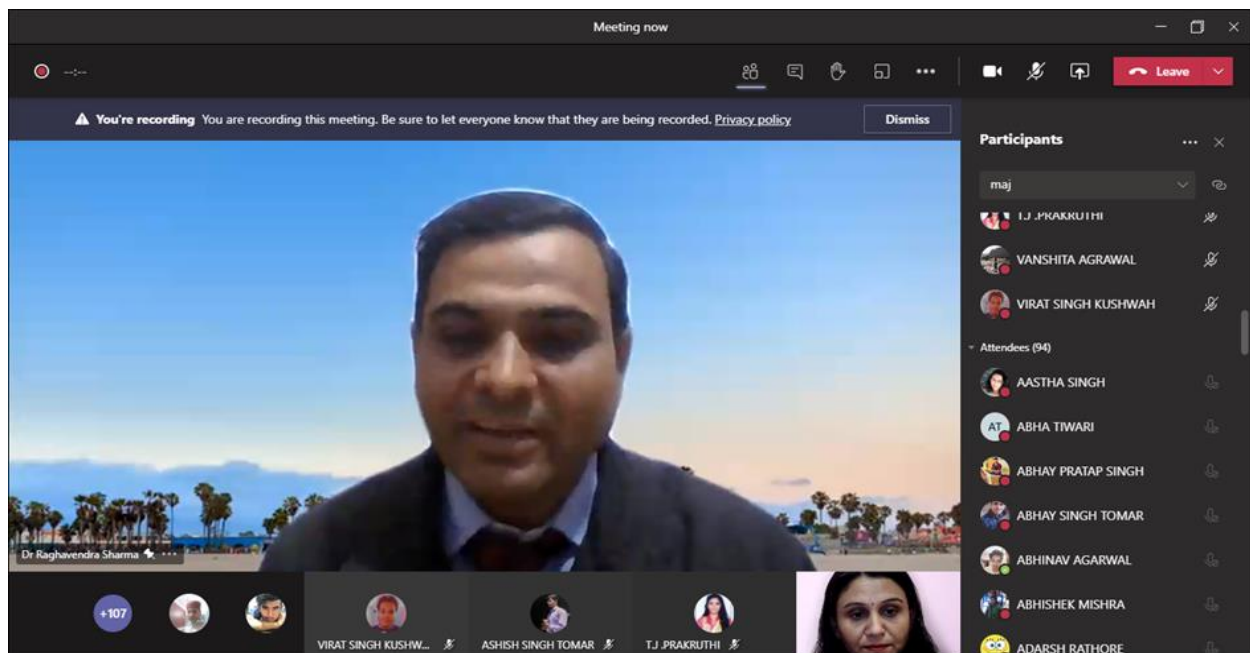 Meeting now
--:--
Leave
You're recording You are recording this meeting. Be sure to let everyone know that they are being recorded. Privacy policy
Dismiss
Dr Raghavendra Sharma
+107
VIRAT SINGH KUSHW...
ASHISH SINGH TOMAR
T.J .PRAKRUTHI
Participants
maj
T.J .PRAKRUTHI
VANSHITA AGRAWAL
VIRAT SINGH KUSHWAH
Attendees (94)
AASTHA SINGH
AT ABHA TIWARI
ABHAY PRATAP SINGH
ABHAY SINGH TOMAR
ABHINAV AGARWAL
ABHISHEK MISHRA
ADARSH RATHORE